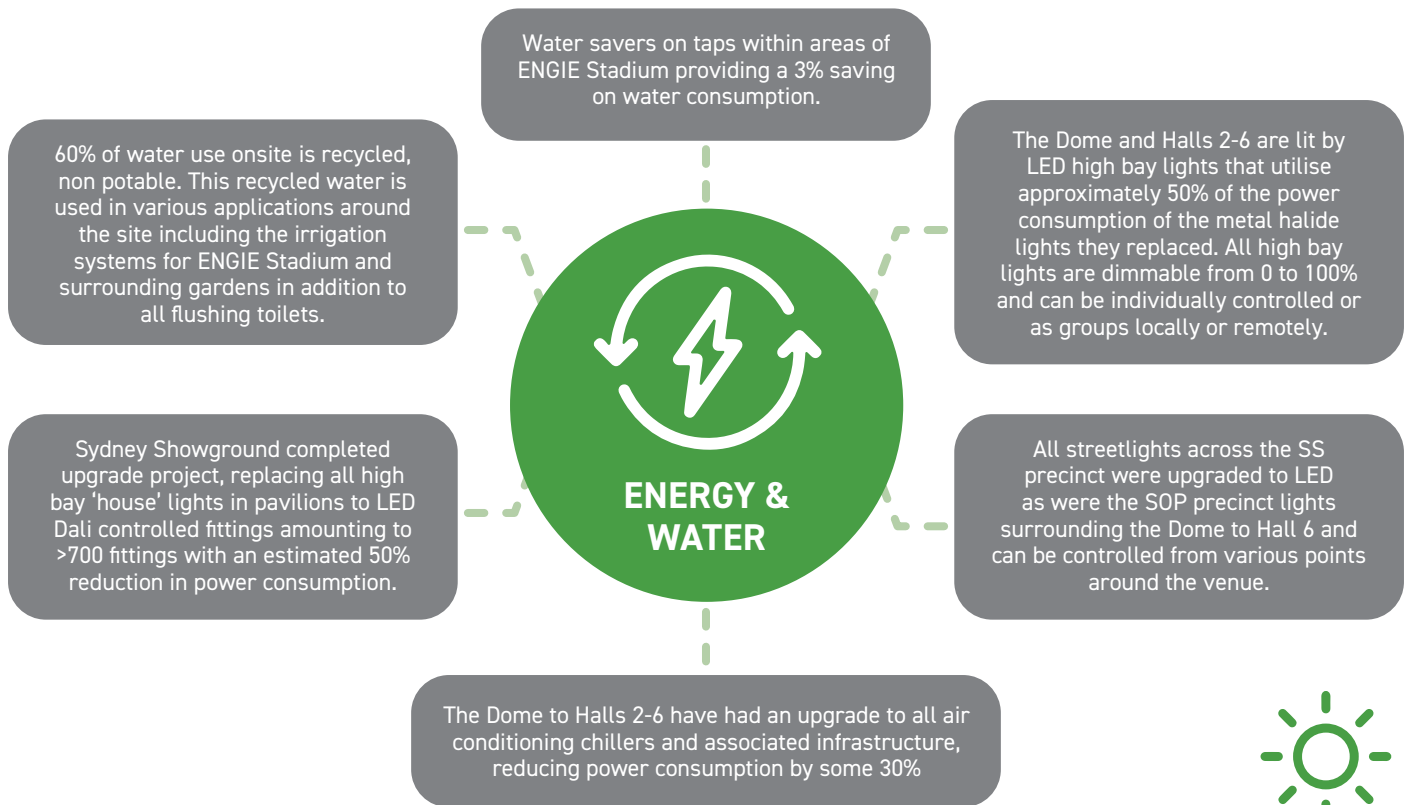 Water savers on taps within areas of
ENGIE Stadium providing a 3% saving
on water consumption.
60% of water use onsite is recycled,
non potable. This recycled water is
used in various applications around
the site including the irrigation
systems for ENGIE Stadium and
surrounding gardens in addition to
all flushing toilets.
The Dome and Halls 2-6 are lit by
LED high bay lights that utilise
approximately 50% of the power
consumption of the metal halide
lights they replaced. All high bay
lights are dimmable from 0 to 100%
and can be individually controlled or
as groups locally or remotely.
ENERGY &
WATER
Sydney Showground completed
upgrade project, replacing all high
bay ‘house’ lights in pavilions to LED
Dali controlled fittings amounting to
>700 fittings with an estimated 50%
reduction in power consumption.
All streetlights across the SS
precinct were upgraded to LED
as were the SOP precinct lights
surrounding the Dome to Hall 6 and
can be controlled from various points
around the venue.
The Dome to Halls 2-6 have had an upgrade to all air
conditioning chillers and associated infrastructure,
reducing power consumption by some 30%